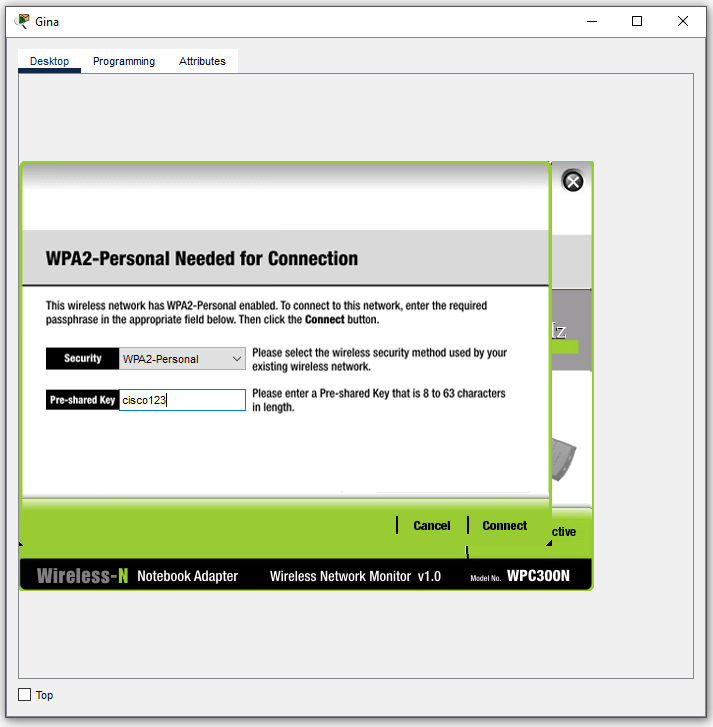 Gina
Desktop Programming Attributes
WPA2-Personal Needed for Connection
This wireless network has WPA2-Personal enabled. To connect to this network, enter the required
passphrase in the appropriate field below. Then click the Connect button.
Security WPA2-Personal
Please select the wireless security method used by your
existing wireless network.
Pre-shared Key cisco123
Please enter a Pre-shared Key that is 8 to 63 characters
in length.
Cancel Connect
ctive
Wireless-N Notebook Adapter Wireless Network Monitor v1.0 Model No. WPC300N
Top